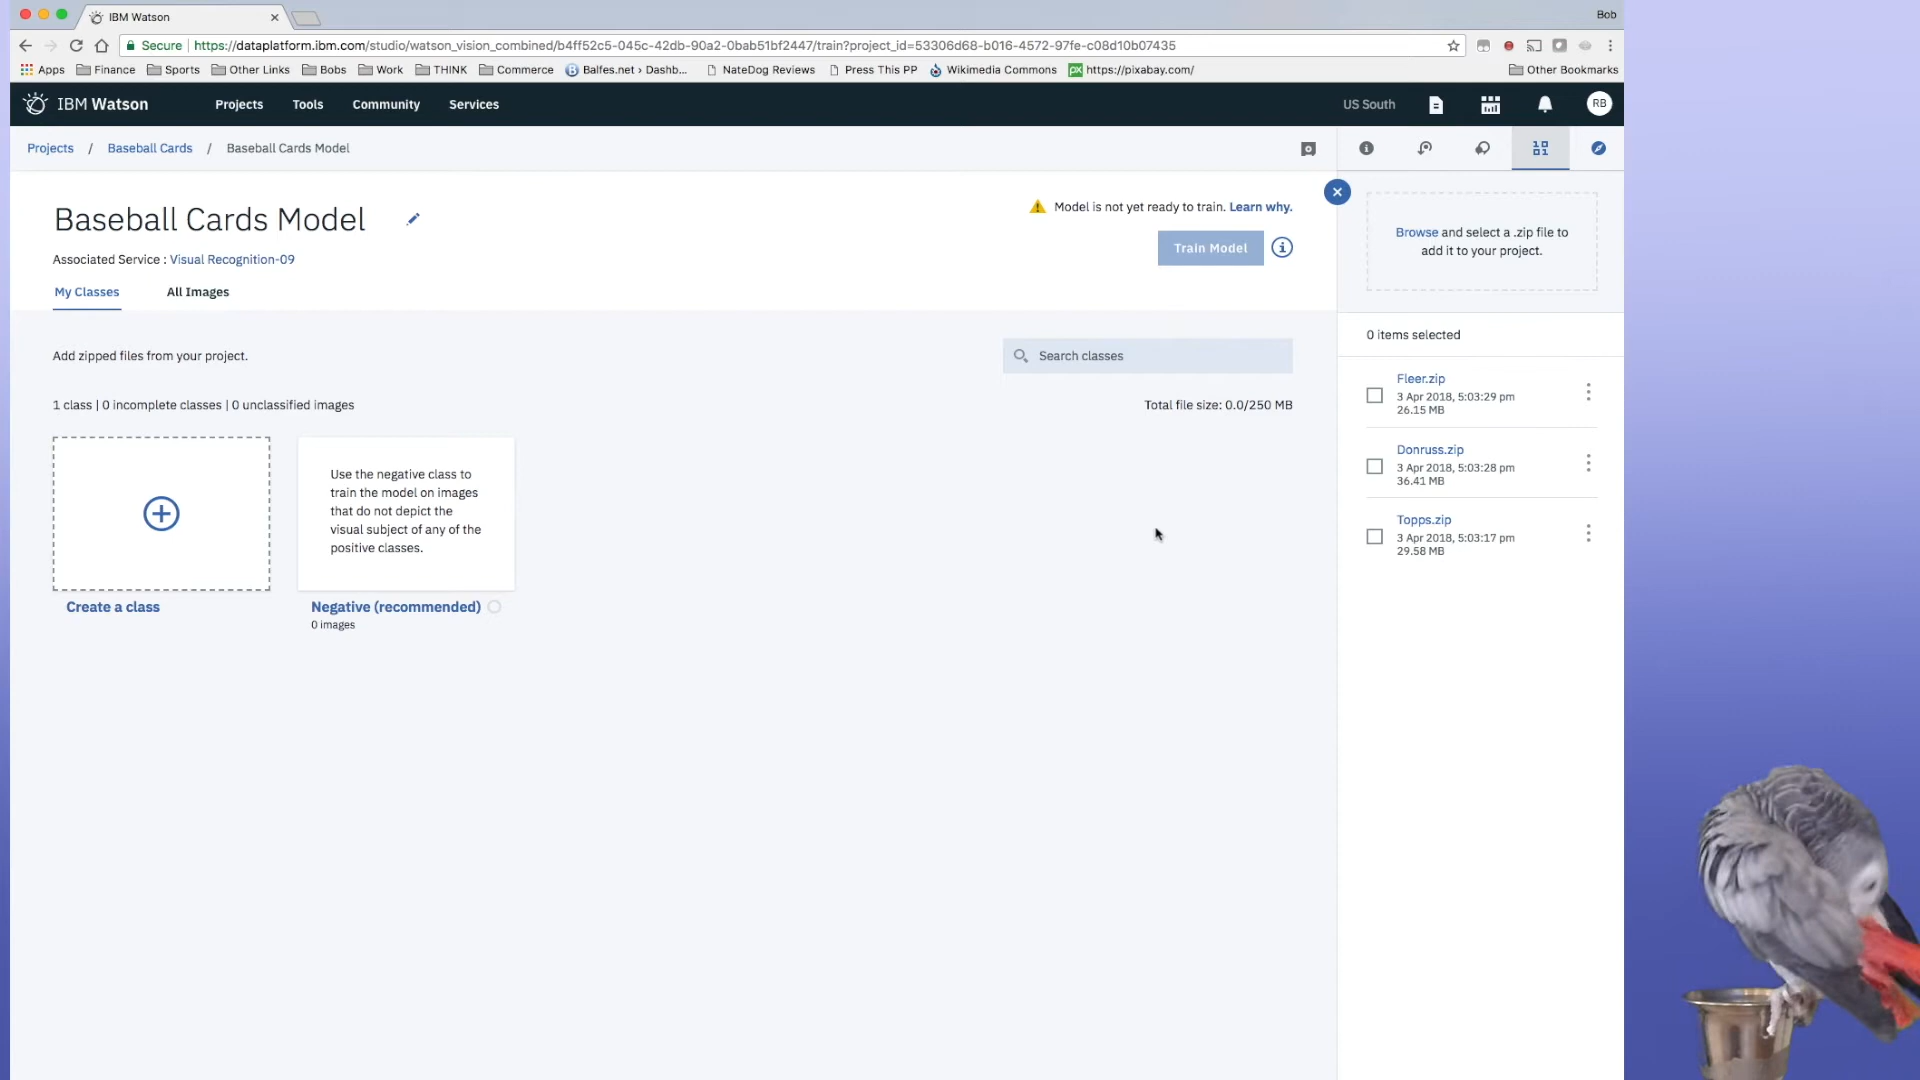 IBM Watson
Bob
Secure
https://dataplatform.ibm.com/studio/watson_vision_combined/b4ff52c5-045c-42db-90a2-0bab51bf2447/train?project_id=53306d68-b016-4572-97fe-c08d10b07435
Apps Finance Sports Other Links Bobs Work THINK Commerce Balfes.net › Dashb... NateDog Reviews Press This PP Wikimedia Commons https://pixabay.com/ Other Bookmarks
IBM Watson Projects Tools Community Services US South RB
Projects / Baseball Cards / Baseball Cards Model
Baseball Cards Model
Model is not yet ready to train. Learn why.
Train Model
Associated Service : Visual Recognition-09
My Classes All Images
Add zipped files from your project.
Search classes
1 class | 0 incomplete classes | 0 unclassified images
Total file size: 0.0/250 MB
Use the negative class to
train the model on images
that do not depict the
visual subject of any of the
positive classes.
Create a class
Negative (recommended)
0 images
Browse and select a .zip file to
add it to your project.
0 items selected
Fleer.zip
3 Apr 2018, 5:03:29 pm
26.15 MB
Donruss.zip
3 Apr 2018, 5:03:28 pm
36.41 MB
Topps.zip
3 Apr 2018, 5:03:17 pm
29.58 MB